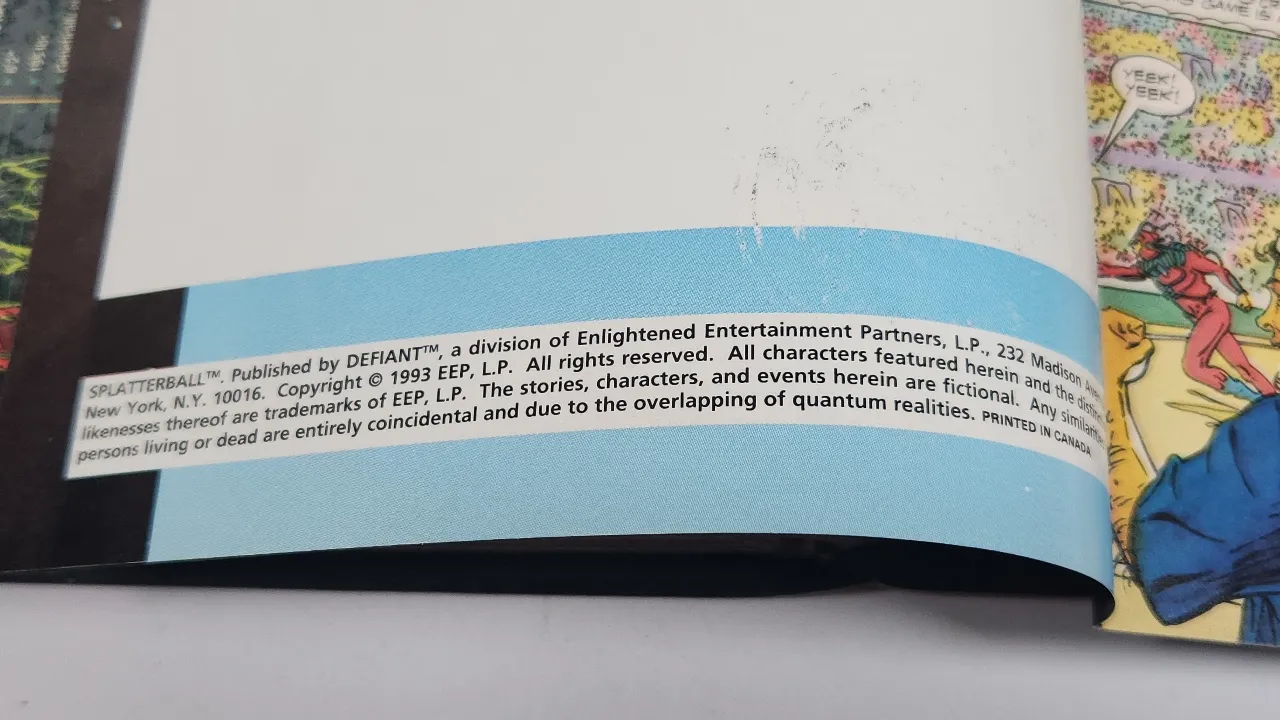 GAME IS
YEEK!
YEEK!
SPLATTERBALL™. Published by DEFIANT™, a division of Enlightened Entertainment Partners, L.P., 232 Madison
New York, N.Y. 10016. Copyright © 1993 EEP, L.P. All rights reserved. All characters featured herein and the
likenesses thereof are trademarks of EEP, L.P. The stories, characters, and events herein are fictional. Any
persons living or dead are entirely coincidental and due to the overlapping of quantum realities. PRINTED IN CANADA